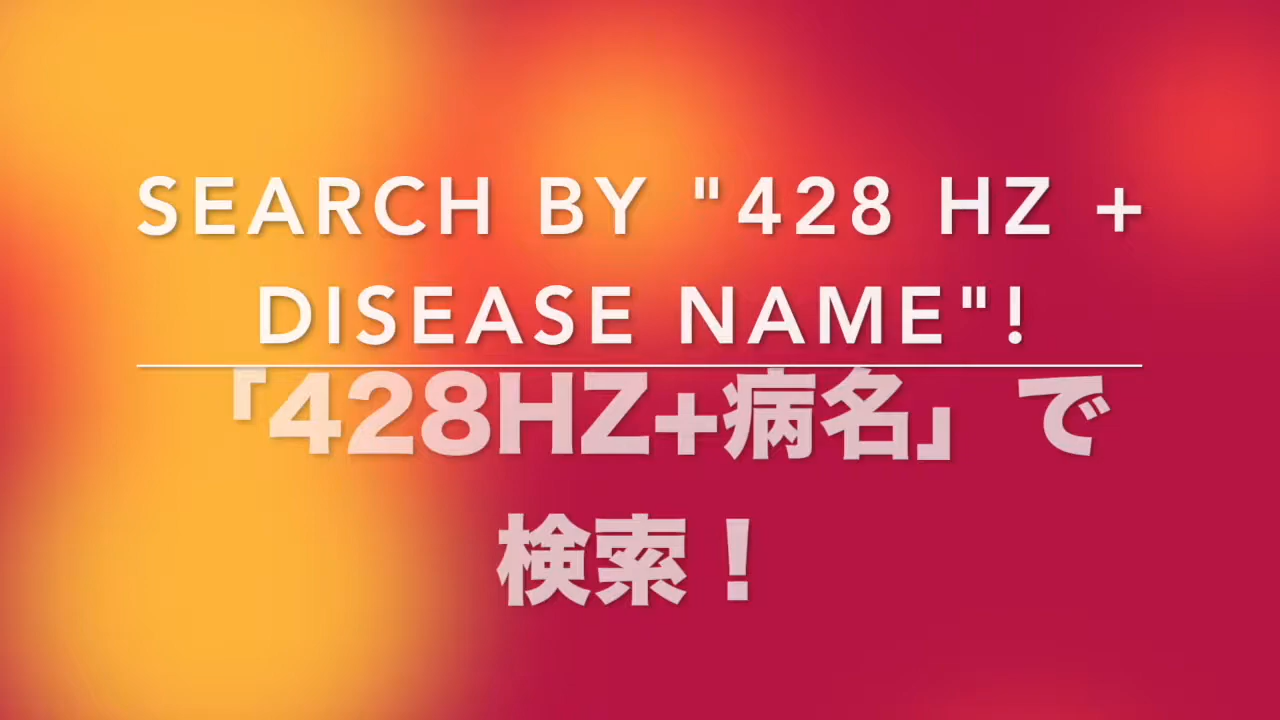 SEARCH BY "428 HZ +
DISEASE NAME"!
「428HZ+病名」で
検索！